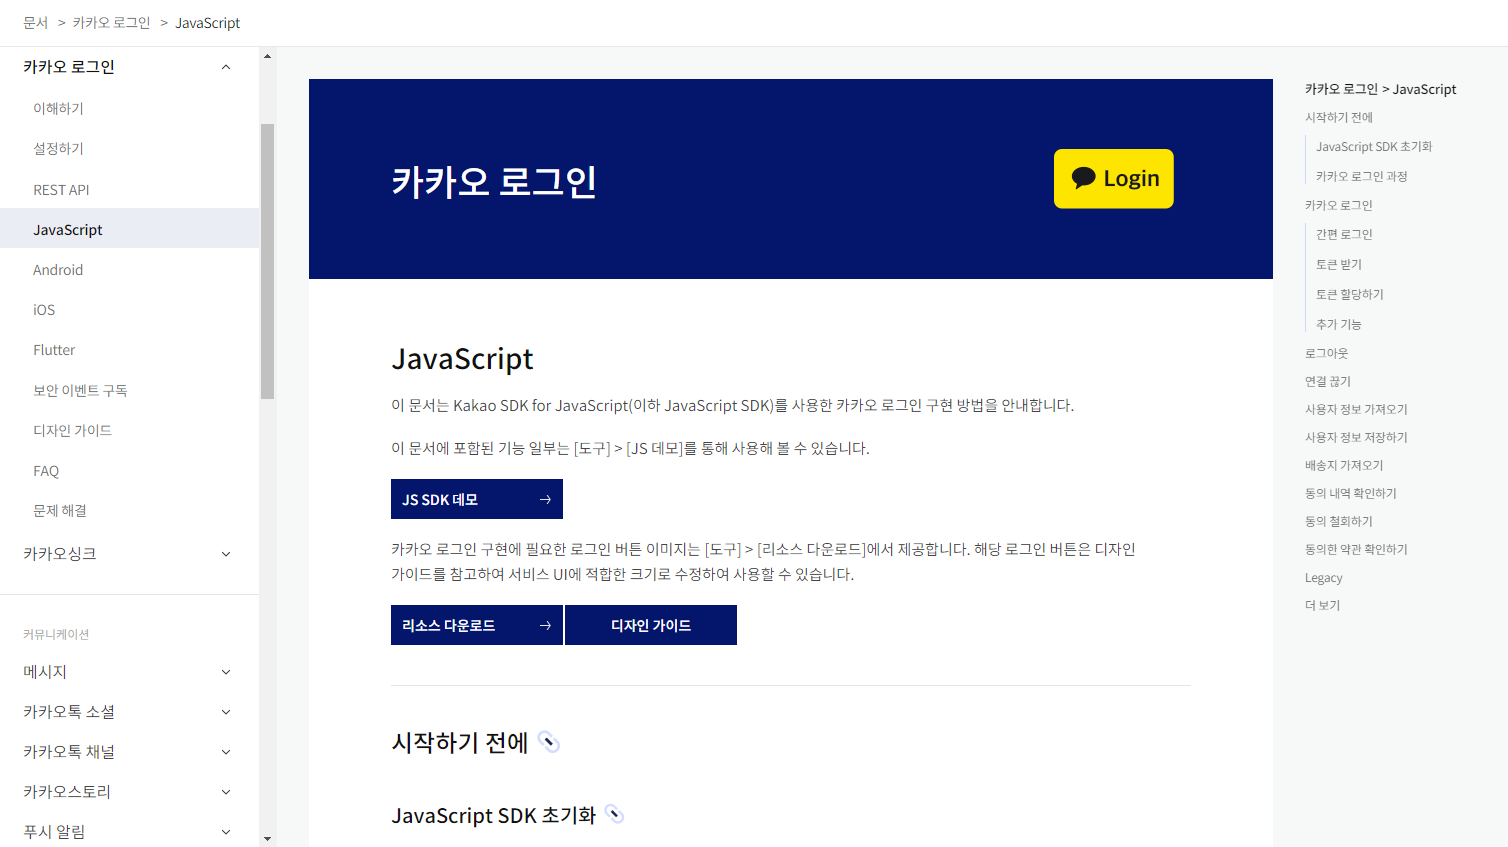 문서 > 카카오 로그인 > JavaScript
카카오 로그인
이해하기
설정하기
REST API
JavaScript
Android
iOS
Flutter
보안 이벤트 구독
디자인 가이드
FAQ
문제 해결
카카오싱크
커뮤니케이션
메시지
카카오톡 소셜
카카오톡 채널
카카오스토리
푸시 알림
카카오 로그인
Login
JavaScript
이 문서는 Kakao SDK for JavaScript(이하 JavaScript SDK)를 사용한 카카오 로그인 구현 방법을 안내합니다.
이 문서에 포함된 기능 일부는 [도구] > [JS 데모]를 통해 사용해 볼 수 있습니다.
JS SDK 데모 →
카카오 로그인 구현에 필요한 로그인 버튼 이미지는 [도구] > [리소스 다운로드]에서 제공합니다. 해당 로그인 버튼은 디자인
가이드를 참고하여 서비스 UI에 적합한 크기로 수정하여 사용할 수 있습니다.
리소스 다운로드 → 디자인 가이드
시작하기 전에
JavaScript SDK 초기화
카카오 로그인 > JavaScript
시작하기 전에
JavaScript SDK 초기화
카카오 로그인 과정
카카오 로그인
간편 로그인
토큰 받기
토큰 할당하기
추가 기능
로그아웃
연결 끊기
사용자 정보 가져오기
사용자 정보 저장하기
배송지 가져오기
동의 내역 확인하기
동의 철회하기
동의한 약관 확인하기
Legacy
더 보기